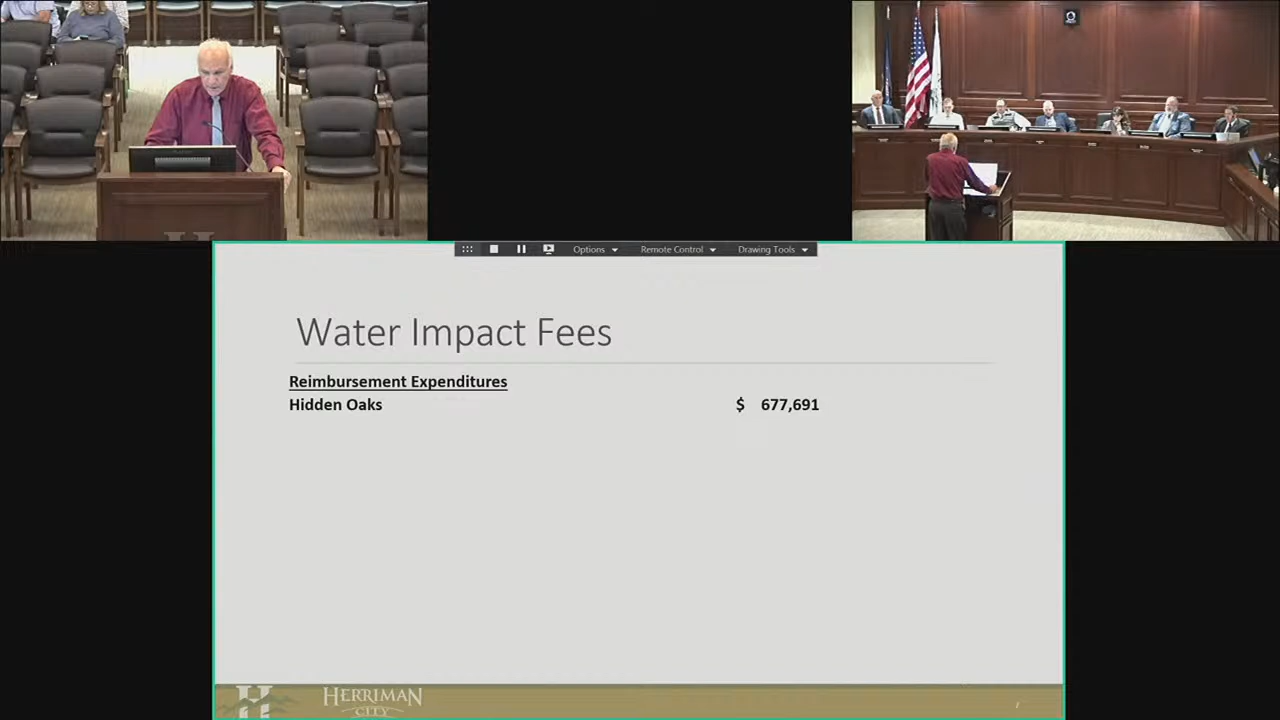 Options
Remote Control
Drawing Tools
Water Impact Fees
Reimbursement Expenditures
Hidden Oaks $ 677,691
H HERRIMAN
CITY